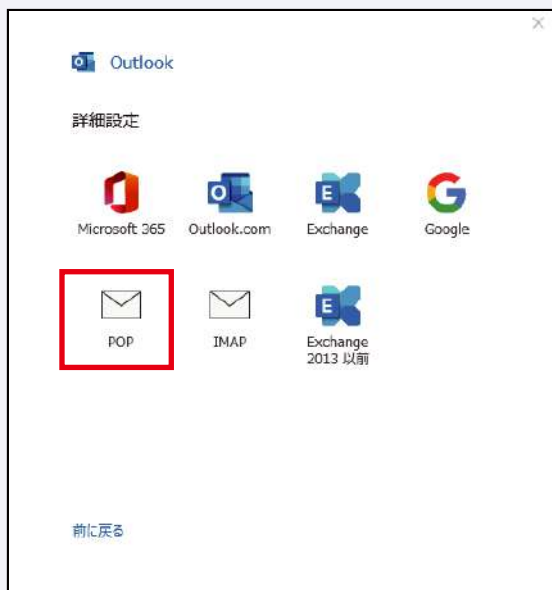 Outlook
詳細設定
Microsoft 365 Outlook.com Exchange Google
POP IMAP Exchange
2013 以前
前に戻る